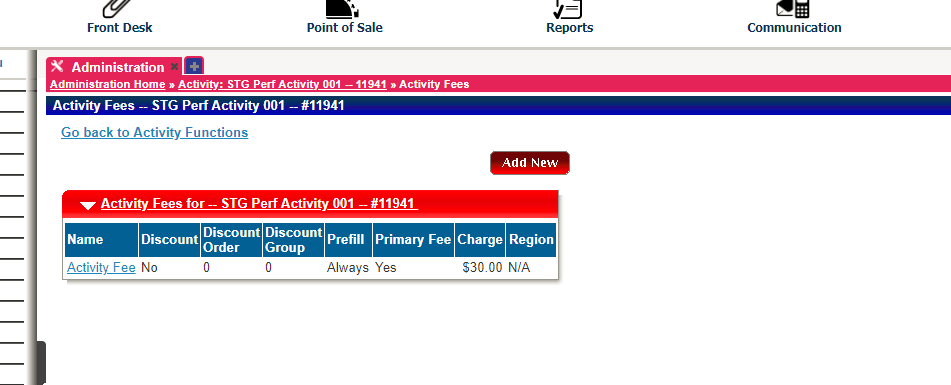 Front Desk Point of Sale Reports Communication
Administration
Administration Home » Activity: STG Perf Activity 001 -- 11941 » Activity Fees
Activity Fees -- STG Perf Activity 001 -- #11941
Go back to Activity Functions
Add New
Activity Fees for -- STG Perf Activity 001 -- #11941
Name Discount Discount Order Discount Group Prefill Primary Fee Charge Region
Activity Fee No 0 0 Always Yes $30.00 N/A